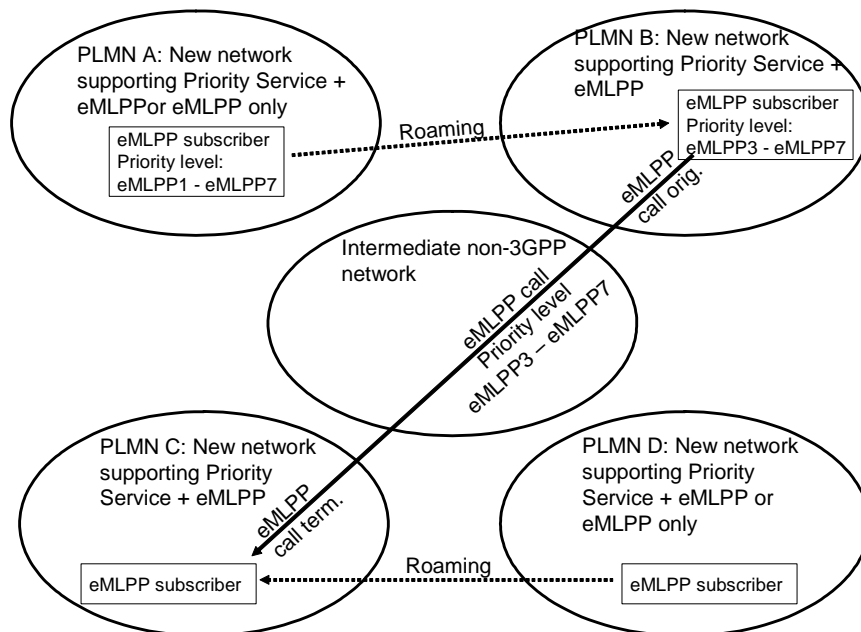 PLMN A: New network
supporting Priority Service +
eMLPPor eMLPP only
eMLPP subscriber
Priority level:
eMLPP1 - eMLPP7
Roaming
PLMN B: New network
supporting Priority Service +
eMLPP
eMLPP subscriber
Priority level:
eMLPP3 - eMLPP7
eMLPP
call orig.
Intermediate non-3GPP
network
eMLPP call
Priority level
eMLPP3 – eMLPP7
PLMN C: New network
supporting Priority
Service + eMLPP
eMLPP
call term.
eMLPP subscriber
Roaming
PLMN D: New network
supporting Priority
Service + eMLPP or
eMLPP only
eMLPP subscriber